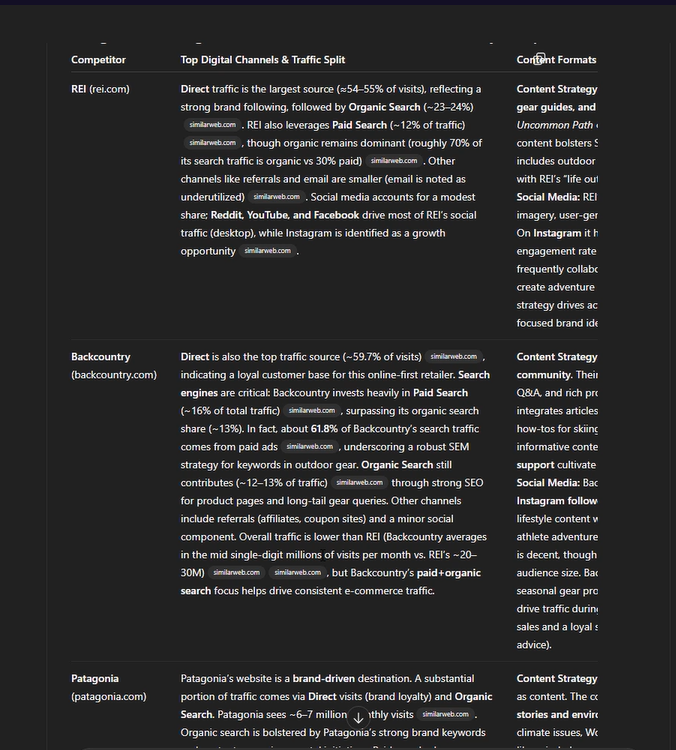 Competitor
Top Digital Channels & Traffic Split
Content Formats
REI (rei.com)
Direct traffic is the largest source (≈54–55% of visits), reflecting a
strong brand following, followed by Organic Search (~23–24%)
similarweb.com . REI also leverages Paid Search (~12% of traffic)
similarweb.com , though organic remains dominant (roughly 70% of
its search traffic is organic vs 30% paid) similarweb.com . Other
channels like referrals and email are smaller (email is noted as
underutilized) similarweb.com . Social media accounts for a modest
share; Reddit, YouTube, and Facebook drive most of REI's social
traffic (desktop), while Instagram is identified as a growth
opportunity similarweb.com .
Content Strategy
gear guides, and
Uncommon Path
content bolsters
includes outdoor
with REI's "life out
Social Media: REI
imagery, user-ger
On Instagram it h
engagement rate
frequently collabo
create adventure
strategy drives ac
focused brand ide
Backcountry
(backcountry.com)
Direct is also the top traffic source (~59.7% of visits) similarweb.com ,
indicating a loyal customer base for this online-first retailer. Search
engines are critical: Backcountry invests heavily in Paid Search
(~16% of total traffic) similarweb.com , surpassing its organic search
share (~13%). In fact, about 61.8% of Backcountry's search traffic
comes from paid ads similarweb.com , underscoring a robust SEM
strategy for keywords in outdoor gear. Organic Search still
contributes (~12–13% of traffic) similarweb.com through strong SEO
for product pages and long-tail gear queries. Other channels
include referrals (affiliates, coupon sites) and a minor social
component. Overall traffic is lower than REI (Backcountry averages
in the mid single-digit millions of visits per month vs. REI's ~20–
30M) similarweb.com similarweb.com , but Backcountry's paid+organic
search focus helps drive consistent e-commerce traffic.
Content Strategy
community. Their
Q&A, and rich pro
integrates articles
how-tos for skiing
informative conte
support cultivate
Social Media: Bac
Instagram follow
lifestyle content w
athlete adventure
is decent, though
audience size. Bac
seasonal gear pro
drive traffic during
sales and a loyal s
advice).
Patagonia
(patagonia.com)
Patagonia's website is a brand-driven destination. A substantial
portion of traffic comes via Direct visits (brand loyalty) and Organic
Search. Patagonia sees ~6–7 million monthly visits similarweb.com .
Organic search is bolstered by Patagonia's strong brand keywords
Content Strategy
as content. The co
stories and enviro
climate issues, Wo